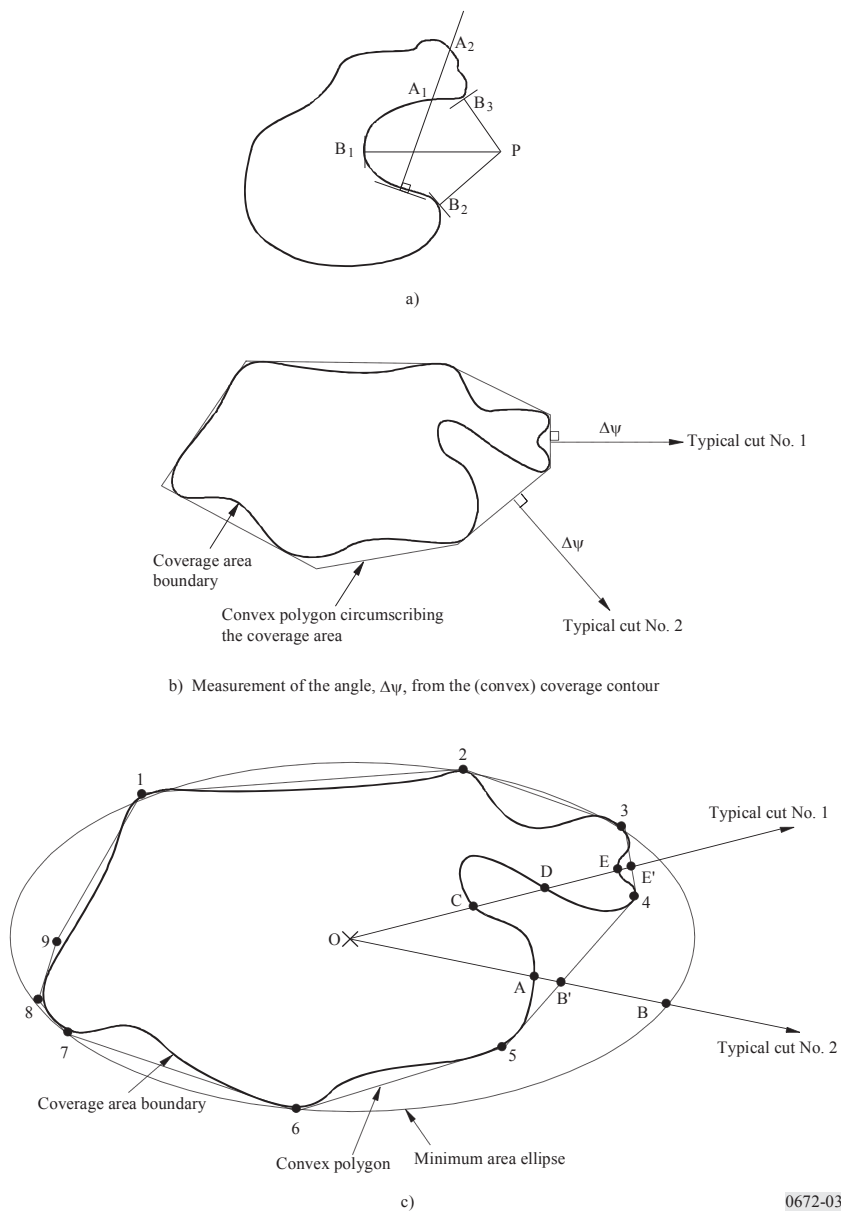 A2
A1
B3
B1
P
B2
a)
Δψ
Typical cut No. 1
Δψ
Coverage area
boundary
Convex polygon circumscribing
the coverage area
Typical cut No. 2
b) Measurement of the angle, Δψ, from the (convex) coverage contour
2
1
3
Typical cut No. 1
E
D
E'
4
C
9
O
A
B'
B
8
7
5
Typical cut No. 2
Coverage area boundary
6
Convex polygon
Minimum area ellipse
c)
0672-03